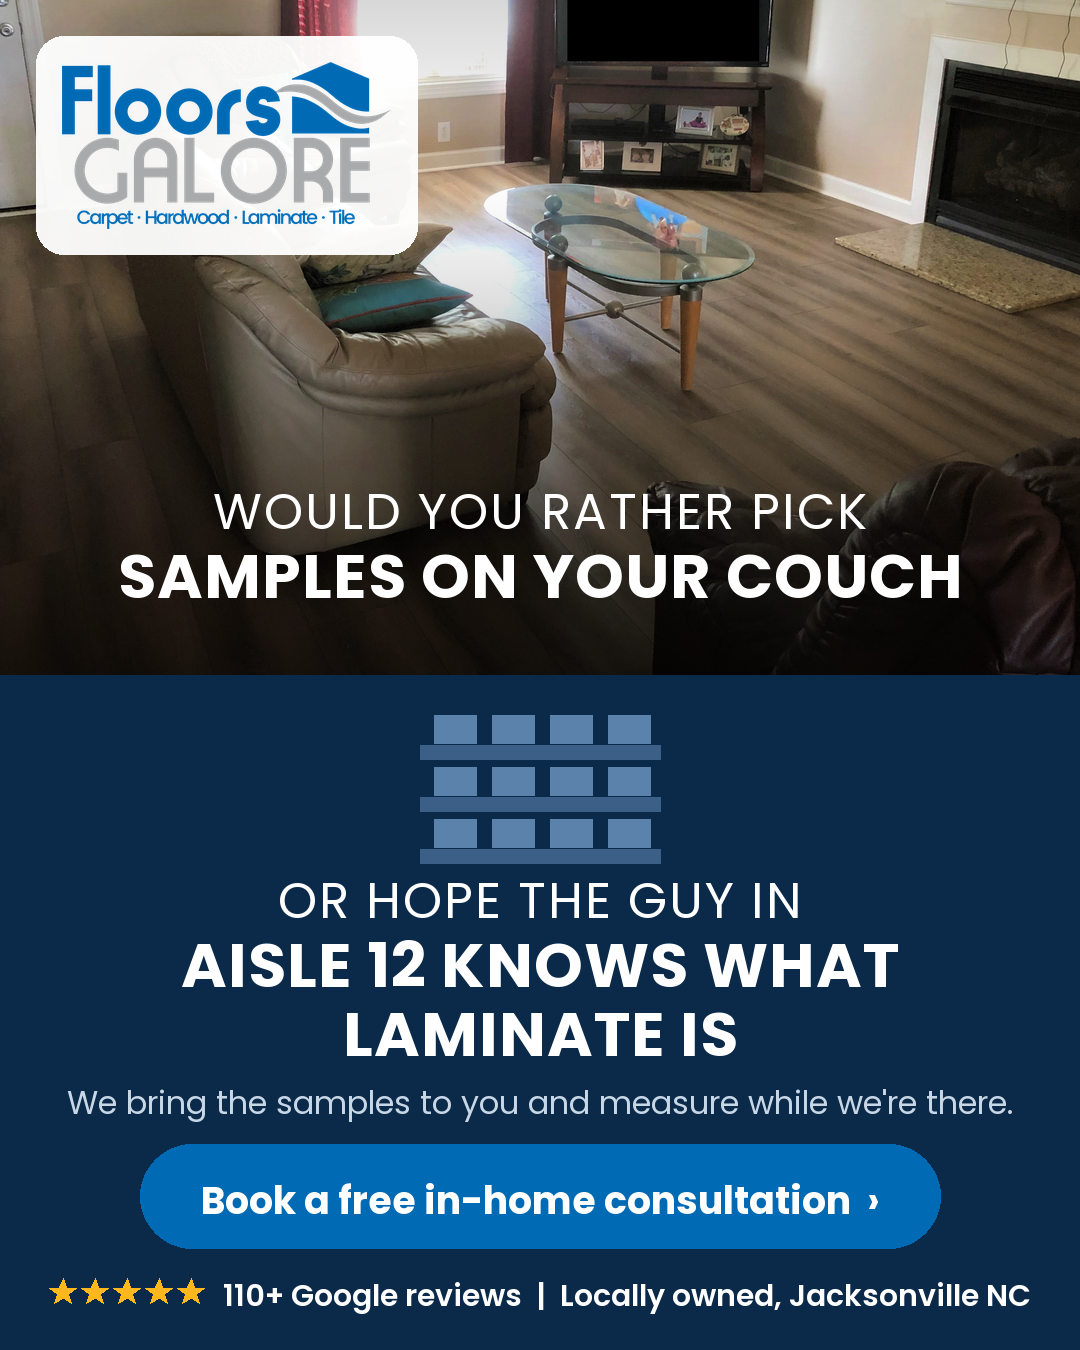 Floors
GALORE
Carpet · Hardwood · Laminate · Tile
WOULD YOU RATHER PICK
SAMPLES ON YOUR COUCH
OR HOPE THE GUY IN
AISLE 12 KNOWS WHAT
LAMINATE IS
We bring the samples to you and measure while we're there.
Book a free in-home consultation ›
★★★★★ 110+ Google reviews | Locally owned, Jacksonville NC